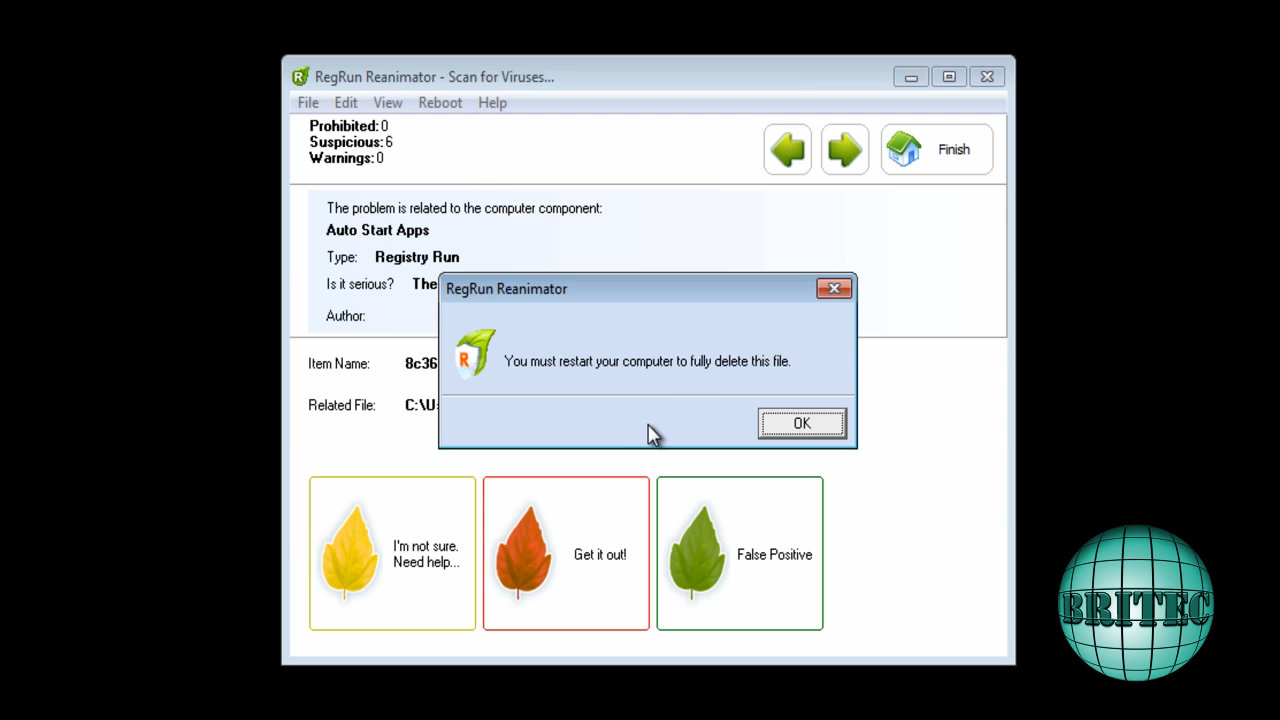 RegRun Reanimator - Scan for Viruses...
File Edit View Reboot Help
Prohibited: 0
Suspicious: 6
Warnings: 0
Finish
The problem is related to the computer component:
Auto Start Apps
Type: Registry Run
Is it serious? The
Author:
RegRun Reanimator
You must restart your computer to fully delete this file.
OK
Item Name: 8c36
Related File: C:\U
I'm not sure.
Need help...
Get it out!
False Positive
BRITEC